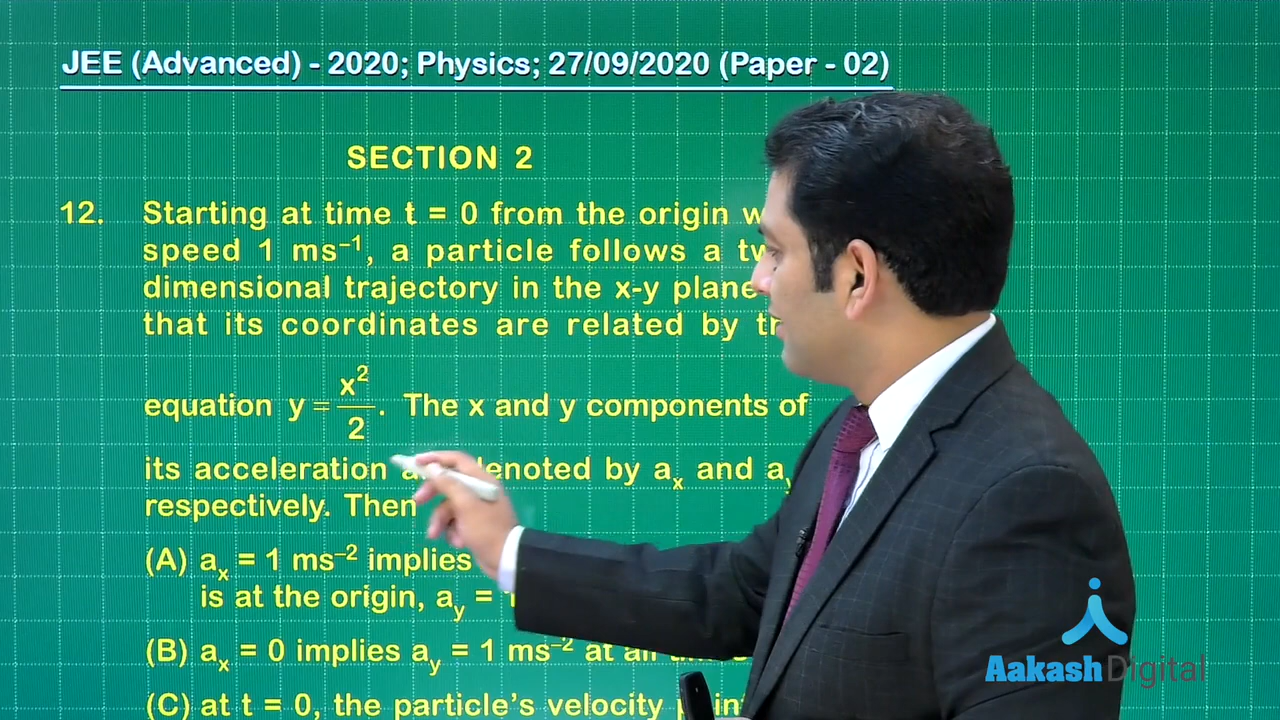 JEE (Advanced) - 2020; Physics; 27/09/2020 (Paper - 02)
SECTION 2
12. Starting at time t = 0 from the origin
speed 1 ms⁻¹, a particle follows a
dimensional trajectory in the x-y plane
that its coordinates are related by
equation y = x²/2. The x and y components of
its acceleration denoted by aₓ and a
respectively. Then
(A) aₓ = 1 ms⁻² implies
is at the origin, a_y =
(B) aₓ = 0 implies a_y = 1 ms⁻² at all
(C) at t = 0, the particle's velocity
Aakash Digital